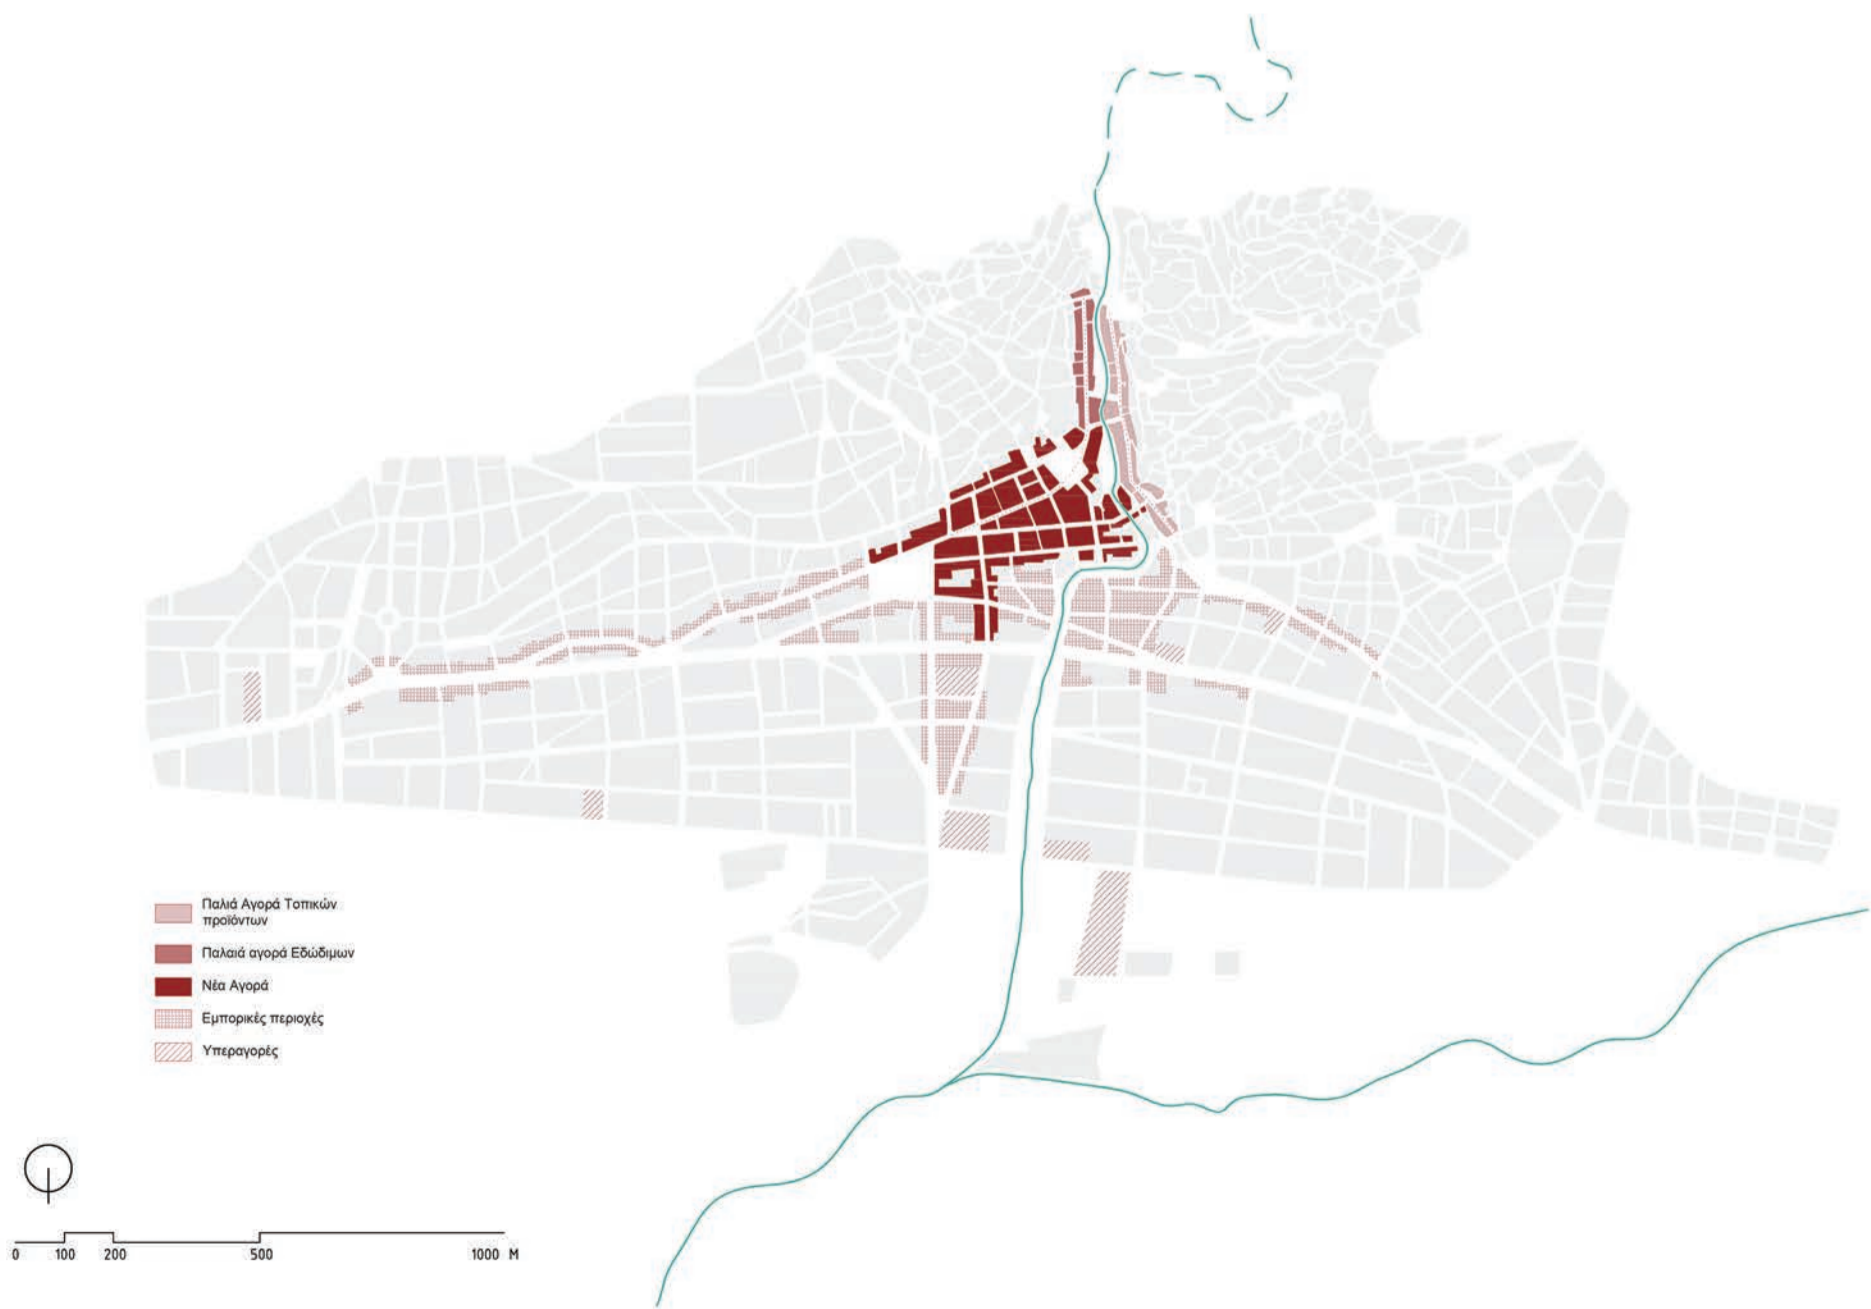 Παλιά Αγορά Τοπικών
προϊόντων
Παλαιά αγορά Εδώδιμων
Νέα Αγορά
Εμπορικές περιοχές
Υπεραγορές
0 100 200 500 1000 M